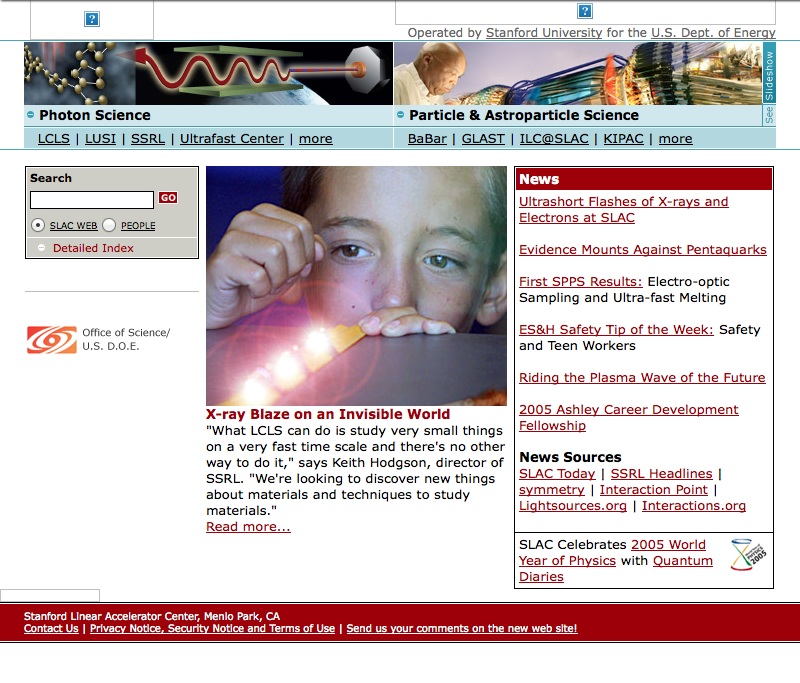 Operated by Stanford University for the U.S. Dept. of Energy
See Slideshow
Photon Science
LCLS | LUSI | SSRL | Ultrafast Center | more
Particle & Astroparticle Science
BaBar | GLAST | ILC@SLAC | KIPAC | more
Search
GO
SLAC WEB PEOPLE
Detailed Index
Office of Science/
U.S. D.O.E.
X-ray Blaze on an Invisible World
"What LCLS can do is study very small things
on a very fast time scale and there's no other
way to do it," says Keith Hodgson, director of
SSRL. "We're looking to discover new things
about materials and techniques to study
materials."
Read more...
News
Ultrashort Flashes of X-rays and
Electrons at SLAC
Evidence Mounts Against Pentaquarks
First SPPS Results: Electro-optic
Sampling and Ultra-fast Melting
ES&H Safety Tip of the Week: Safety
and Teen Workers
Riding the Plasma Wave of the Future
2005 Ashley Career Development
Fellowship
News Sources
SLAC Today | SSRL Headlines |
symmetry | Interaction Point |
Lightsources.org | Interactions.org
SLAC Celebrates 2005 World
Year of Physics with Quantum
Diaries
Stanford Linear Accelerator Center, Menlo Park, CA
Contact Us | Privacy Notice, Security Notice and Terms of Use | Send us your comments on the new web site!